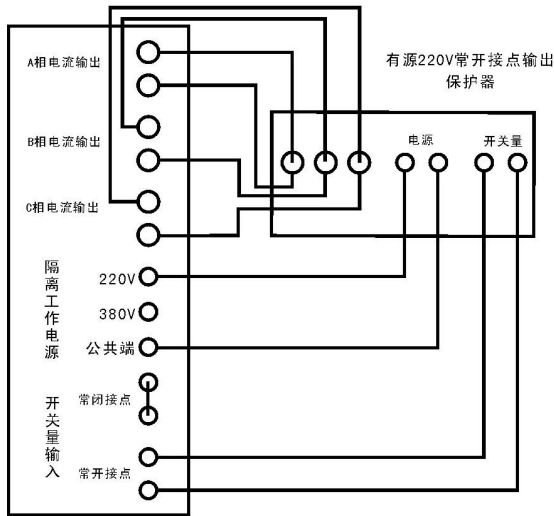 A相电流输出
B相电流输出
C相电流输出
隔离工作电源
220V
380V
公共端
开关量输入
常闭接点
常开接点
有源220V常开接点输出
保护器
电源
开关量